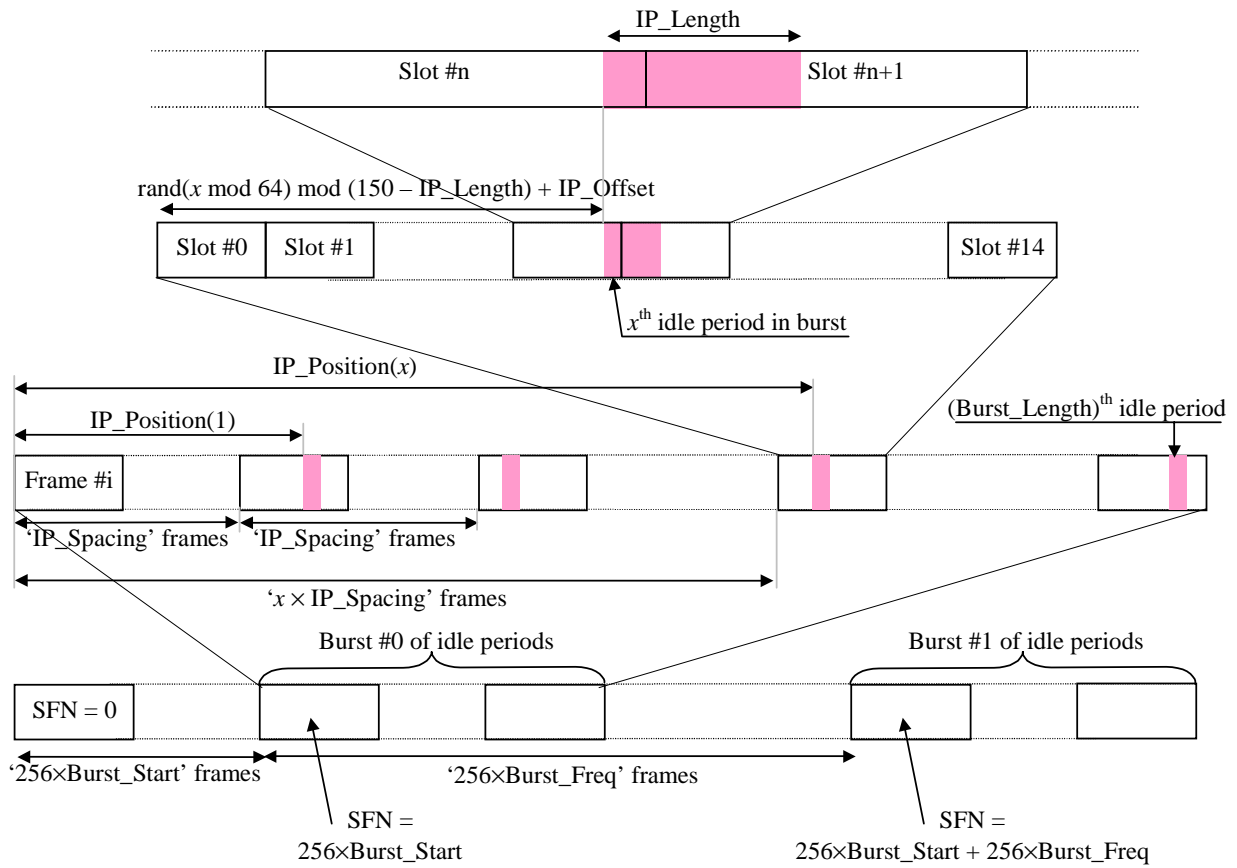 IP_Length
Slot #n
Slot #n+1
rand(x mod 64) mod (150 – IP_Length) + IP_Offset
Slot #0
Slot #1
Slot #14
xth idle period in burst
IP_Position(x)
(Burst_Length)th idle period
IP_Position(1)
Frame #i
‘IP_Spacing’ frames
‘IP_Spacing’ frames
‘x × IP_Spacing’ frames
Burst #0 of idle periods
Burst #1 of idle periods
SFN = 0
‘256×Burst_Start’ frames
‘256×Burst_Freq’ frames
SFN =
256×Burst_Start
SFN =
256×Burst_Start + 256×Burst_Freq